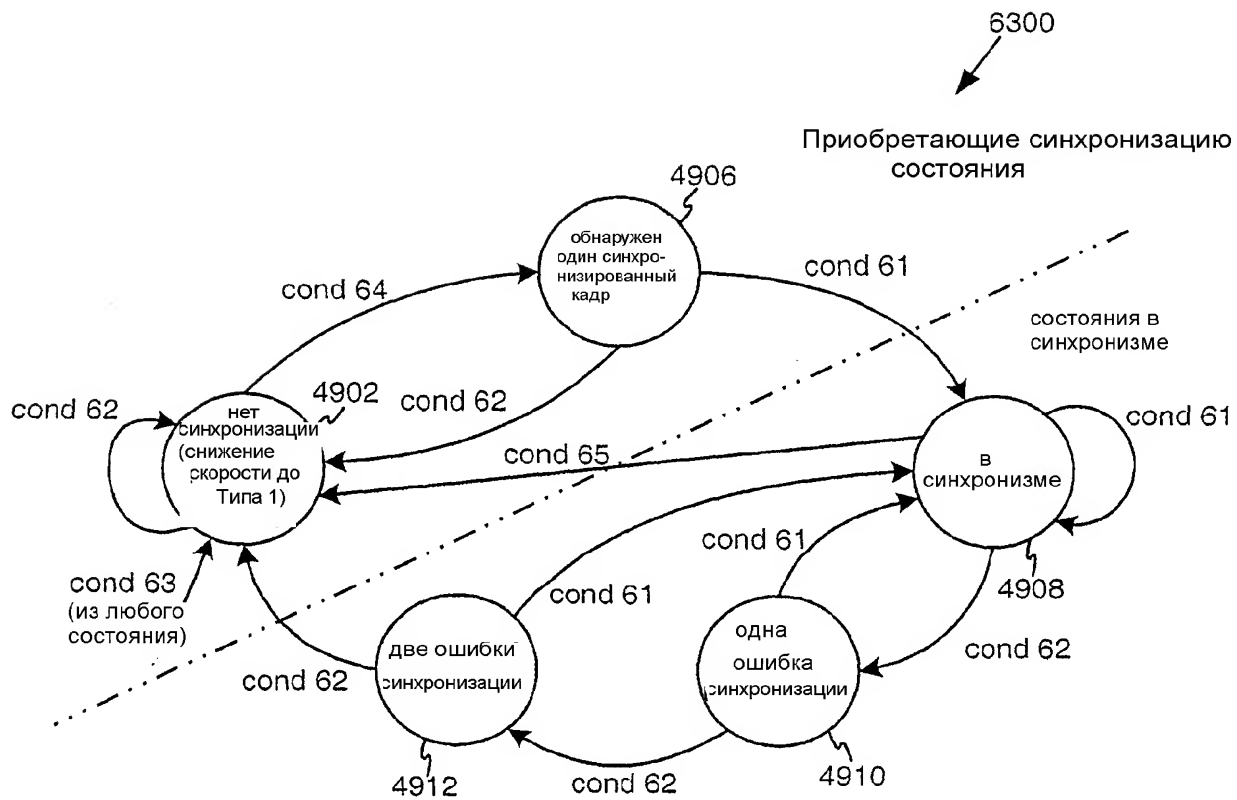 6300
Приобретающие синхронизацию
состояния
4906
обнаружен
один синхро-
низированный
кадр
cond 61
cond 64
состояния в
синхронизме
4902
cond 62
cond 62
нет
синхронизации
(снижение
скорости до
Типа 1)
cond 65
cond 61
в
синхронизме
cond 61
cond 63
(из любого
состояния)
cond 61
4908
cond 62
две ошибки
синхронизации
одна
ошибка
синхронизации
cond 62
4912
cond 62
4910